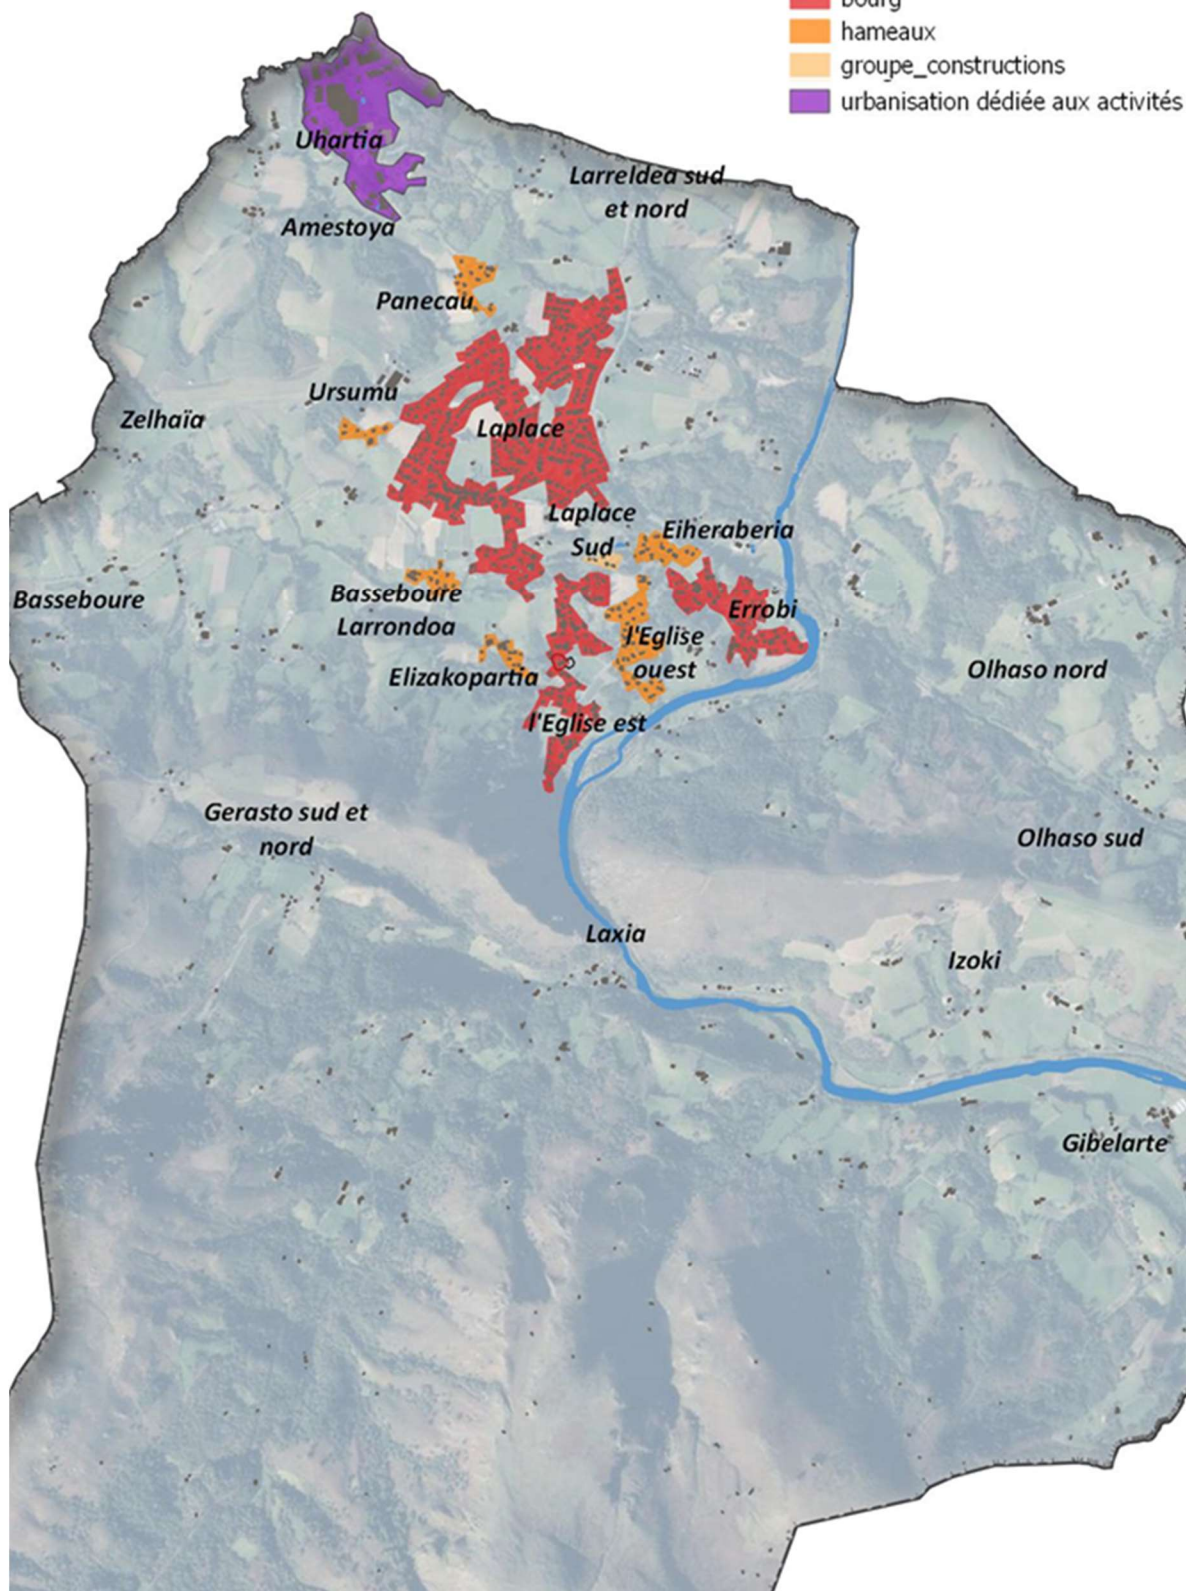 bourg
hameaux
groupe_constructions
urbanisation dédiée aux activités
Uhartia
Larreldea sud
et nord
Amestoya
Panecau
Ursumu
Zelhaïa
Laplace
Laplace
Sud
Eiheraberia
Basseboure
Basseboure
Larrondoa
Errobi
l'Eglise
ouest
Elizakopartia
Olhaso nord
l'Eglise est
Gerasto sud et
nord
Olhaso sud
Laxia
Izoki
Gibelarte